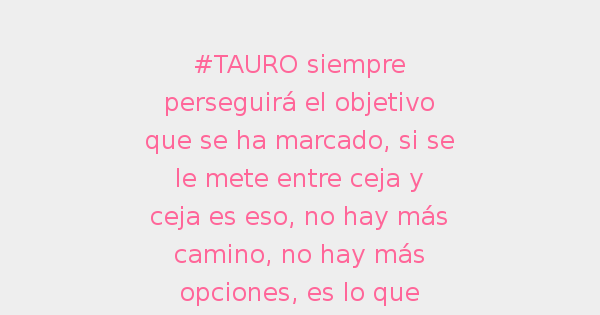 #TAURO siempre
perseguirá el objetivo
que se ha marcado, si se
le mete entre ceja y
ceja es eso, no hay más
camino, no hay más
opciones, es lo que